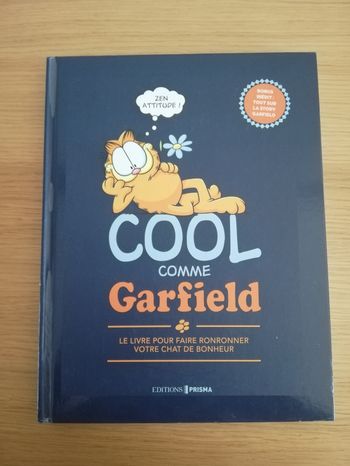 ZEN
ATTITUDE !
BONUS
INÉDIT :
TOUT SUR
LA STORY
GARFIELD
COOL
COMME
Garfield
LE LIVRE POUR FAIRE RONRONNER
VOTRE CHAT DE BONHEUR
EDITIONS PRISMA